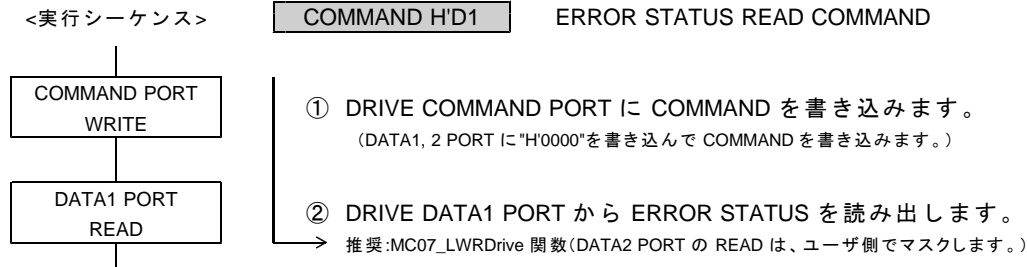 <実行シーケンス>
COMMAND H'D1 ERROR STATUS READ COMMAND
COMMAND PORT
WRITE
① DRIVE COMMAND PORT に COMMAND を書き込みます。
（DATA1, 2 PORT に"H'0000"を書き込んで COMMAND を書き込みます。）
DATA1 PORT
READ
② DRIVE DATA1 PORT から ERROR STATUS を読み出します。
推奨:MC07_LWRDrive 関数（DATA2 PORT の READ は、ユーザ側でマスクします。）